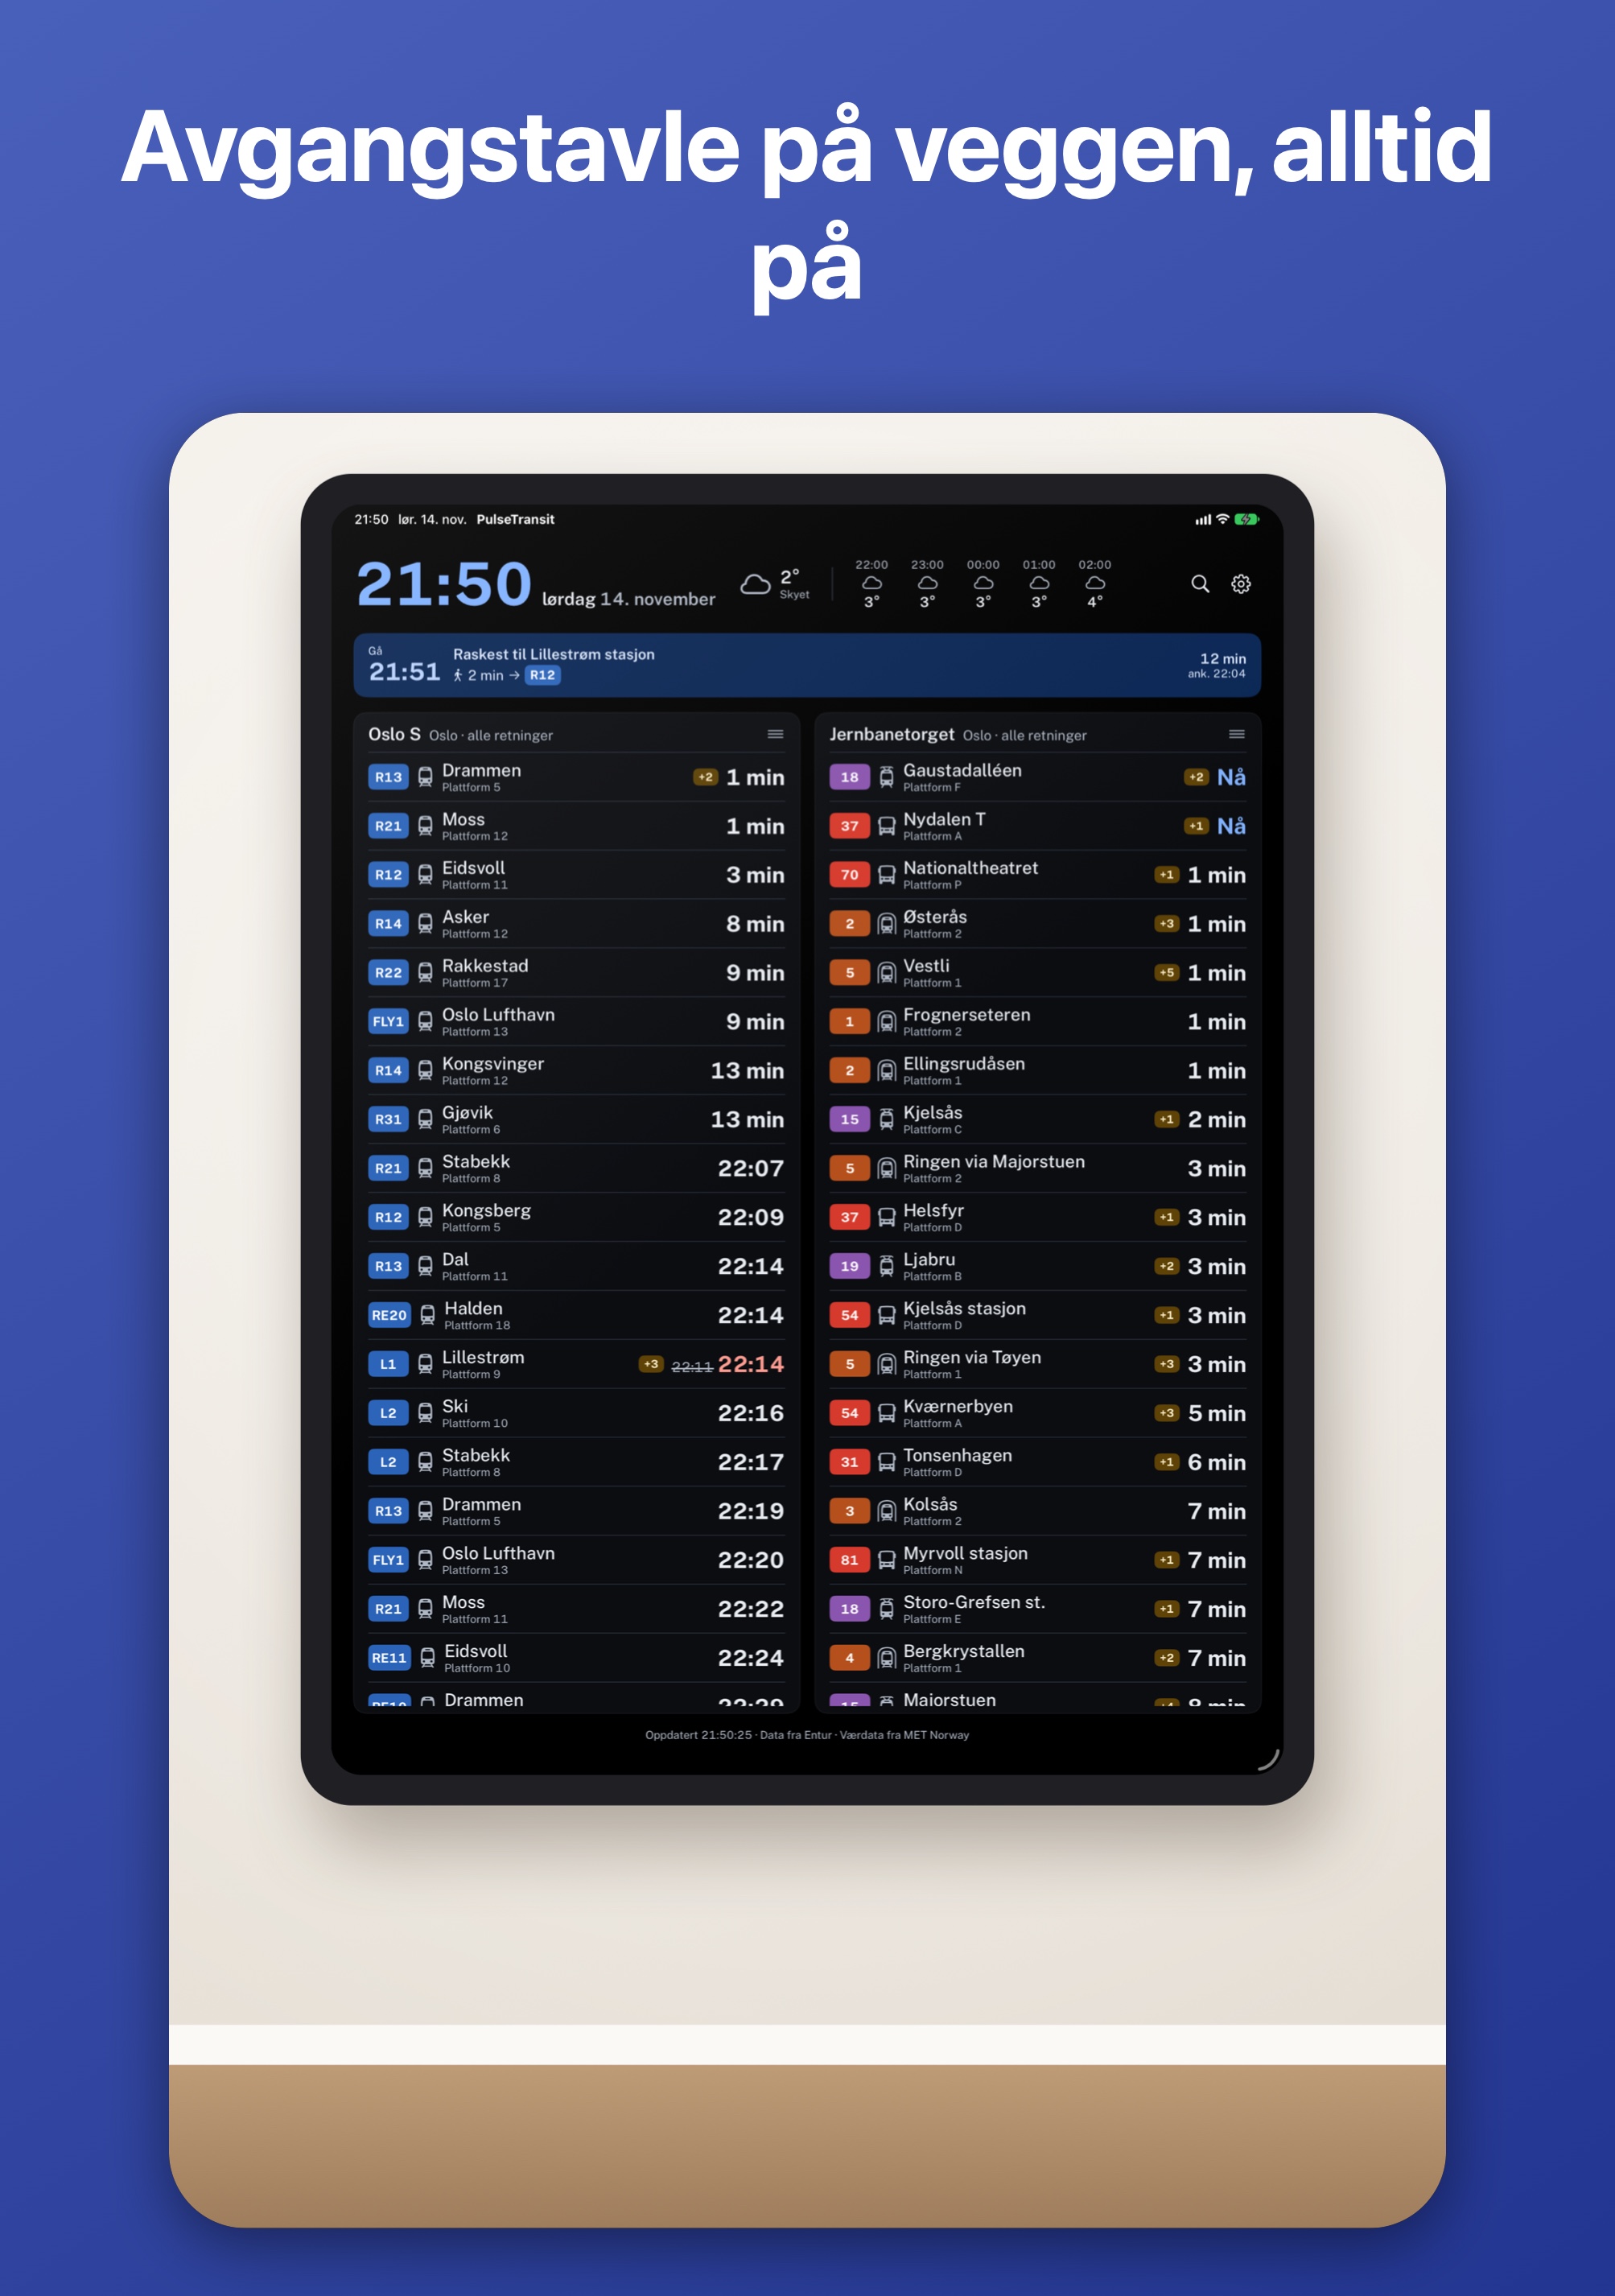 Avgangstavle på veggen, alltid
på
21:50 lør. 14. nov. PulseTransit
21:50 lørdag 14. november
2°
Skyet
22:00 23:00 00:00 01:00 02:00
3° 3° 3° 3° 4°
Gå
21:51
Raskest til Lillestrøm stasjon
2 min → R12
12 min
ank. 22:04
Oslo S Oslo · alle retninger
R13 Drammen +2 1 min
Plattform 5
R21 Moss 1 min
Plattform 12
R12 Eidsvoll 3 min
Plattform 11
R14 Asker 8 min
Plattform 12
R22 Rakkestad 9 min
Plattform 17
FLY1 Oslo Lufthavn 9 min
Plattform 13
R14 Kongsvinger 13 min
Plattform 12
R31 Gjøvik 13 min
Plattform 6
R21 Stabekk 22:07
Plattform 8
R12 Kongsberg 22:09
Plattform 5
R13 Dal 22:14
Plattform 11
RE20 Halden 22:14
Plattform 18
L1 Lillestrøm +3 22:11 22:14
Plattform 9
L2 Ski 22:16
Plattform 10
L2 Stabekk 22:17
Plattform 8
R13 Drammen 22:19
Plattform 5
FLY1 Oslo Lufthavn 22:20
Plattform 13
R21 Moss 22:22
Plattform 11
RE11 Eidsvoll 22:24
Plattform 10
RE10 Drammen 22:29
Jernbanetorget Oslo · alle retninger
18 Gaustadalléen +2 Nå
Plattform F
37 Nydalen T +1 Nå
Plattform A
70 Nationaltheatret +1 1 min
Plattform P
2 Østerås +3 1 min
Plattform 2
5 Vestli +5 1 min
Plattform 1
1 Frognerseteren 1 min
Plattform 2
2 Ellingsrudåsen 1 min
Plattform 1
15 Kjelsås +1 2 min
Plattform C
5 Ringen via Majorstuen 3 min
Plattform 2
37 Helsfyr +1 3 min
Plattform D
19 Ljabru +2 3 min
Plattform B
54 Kjelsås stasjon +1 3 min
Plattform D
5 Ringen via Tøyen +3 3 min
Plattform 1
54 Kværnerbyen +3 5 min
Plattform A
31 Tonsenhagen +1 6 min
Plattform D
3 Kolsås 7 min
Plattform 2
81 Myrvoll stasjon +1 7 min
Plattform N
18 Storo-Grefsen st. +1 7 min
Plattform E
4 Bergkrystallen +2 7 min
Plattform 1
15 Majorstuen 8 min
Oppdatert 21:50:25 · Data fra Entur · Værdata fra MET Norway